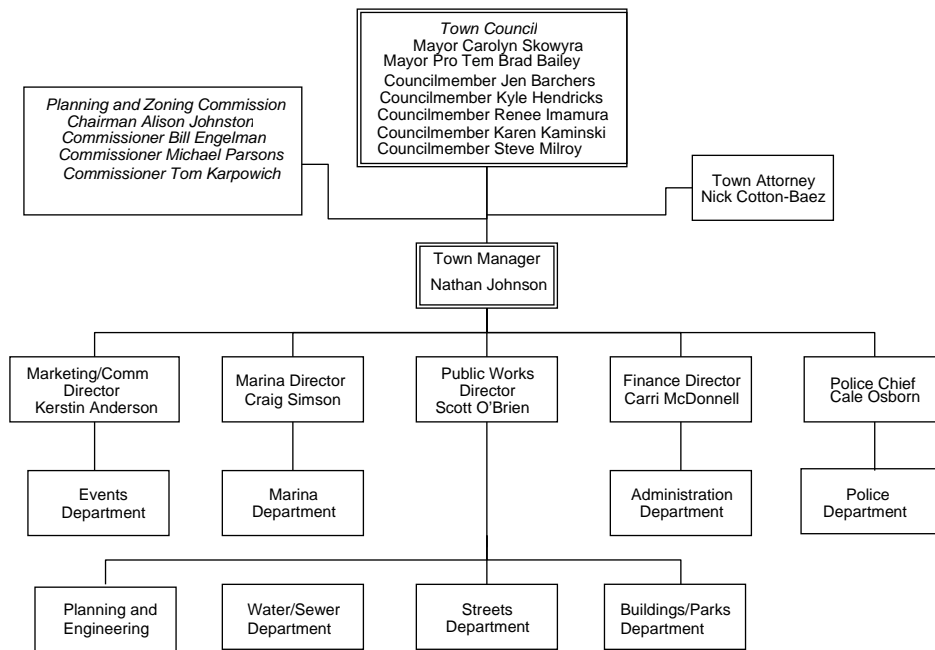 Town Council
Mayor Carolyn Skowyra
Mayor Pro Tem Brad Bailey
Councilmember Jen Barchers
Councilmember Kyle Hendricks
Councilmember Renee Imamura
Councilmember Karen Kaminski
Councilmember Steve Milroy
Planning and Zoning Commission
Chairman Alison Johnston
Commissioner Bill Engelman
Commissioner Michael Parsons
Commissioner Tom Karpowich
Town Attorney
Nick Cotton-Baez
Town Manager
Nathan Johnson
Marketing/Comm
Director
Kerstin Anderson
Marina Director
Craig Simson
Public Works
Director
Scott O'Brien
Finance Director
Carri McDonnell
Police Chief
Cale Osborn
Events
Department
Marina
Department
Administration
Department
Police
Department
Planning and
Engineering
Water/Sewer
Department
Streets
Department
Buildings/Parks
Department